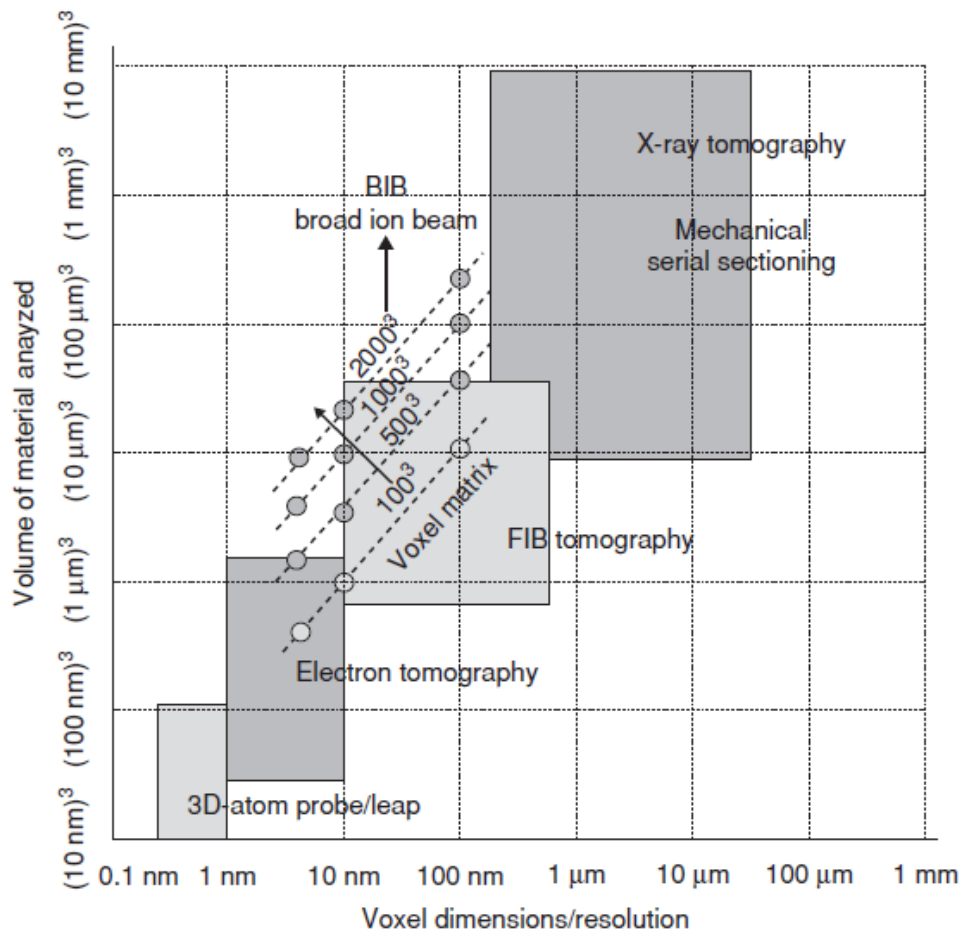 (10 mm)³
(1 mm)³
(100 μm)³
(10 μm)³
(1 μm)³
(100 nm)³
(10 nm)³
Volume of material anayzed
X-ray tomography
BIB
broad ion beam
Mechanical
serial sectioning
2000³
1000³
500³
100³
Voxel matrix
FIB tomography
Electron tomography
3D-atom probe/leap
0.1 nm 1 nm 10 nm 100 nm 1 μm 10 μm 100 μm 1 mm
Voxel dimensions/resolution